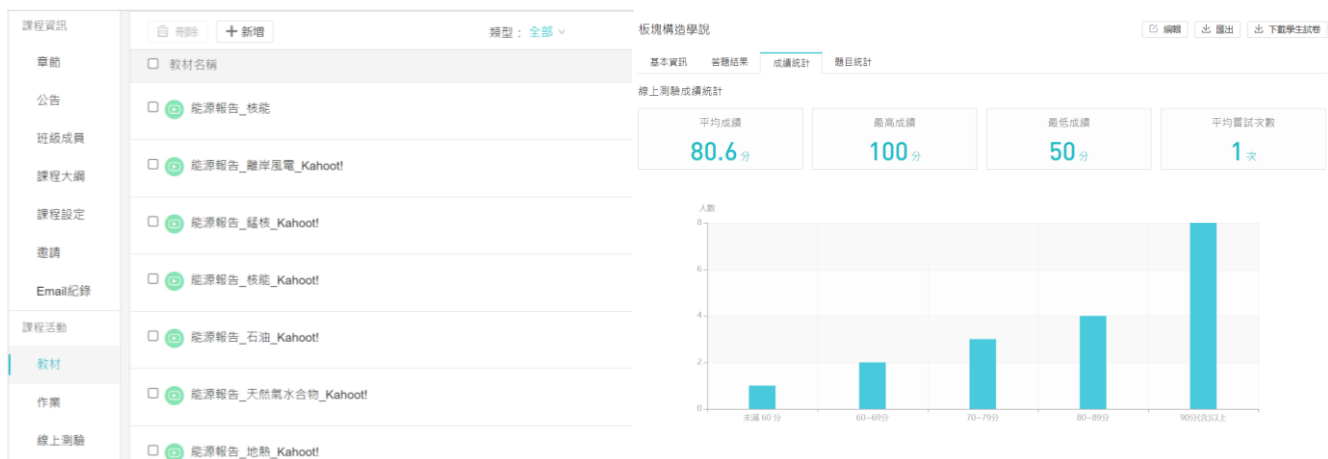 課程資訊
章節
公告
班級成員
課程大綱
課程設定
邀請
Email紀錄
課程活動
教材
作業
線上測驗
刪除 新增 類型： 全部
教材名稱
能源報告_核能
能源報告_離岸風電_Kahoot!
能源報告_錳核_Kahoot!
能源報告_核能_Kahoot!
能源報告_石油_Kahoot!
能源報告_天然氣水合物_Kahoot!
能源報告_地熱_Kahoot!
板塊構造學說 編輯 匯出 下載學生試卷
基本資訊 答題結果 成績統計 題目統計
線上測驗成績統計
平均成績 最高成績 最低成績 平均嘗試次數
80.6 分 100 分 50 分 1 次
人數
8
6
4
2
0
未滿 60 分 60~69分 70~79分 80~89分 90分(含)以上